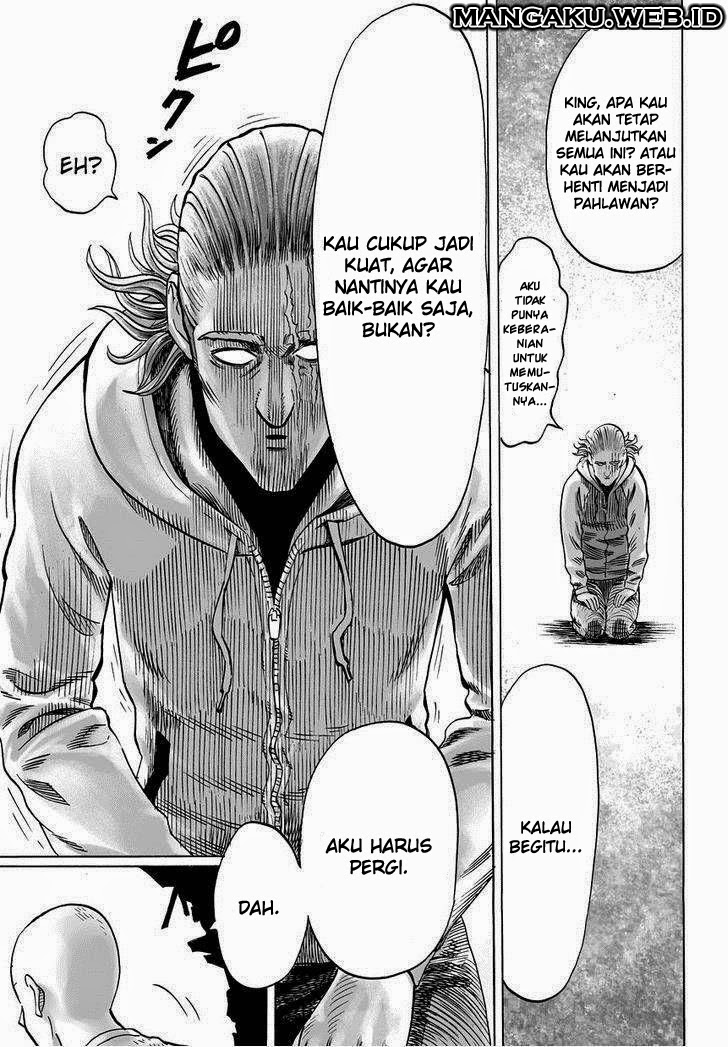 MANGAKU.WEB.ID
KING, APA KAU
AKAN TETAP
MELANJUTKAN
SEMUA INI? ATAU
KAU AKAN BER-
HENTI MENJADI
PAHLAWAN?
AKU
TIDAK
PUNYA
KEBERA-
NIAN
UNTUK
MEMU-
TUSKAN-
NYA...
KALAU
BEGITU...
KAU CUKUP JADI
KUAT, AGAR
NANTINYA KAU
BAIK-BAIK SAJA,
BUKAN?
ピクッ
EH?
AKU HARUS
PERGI.
DAH.